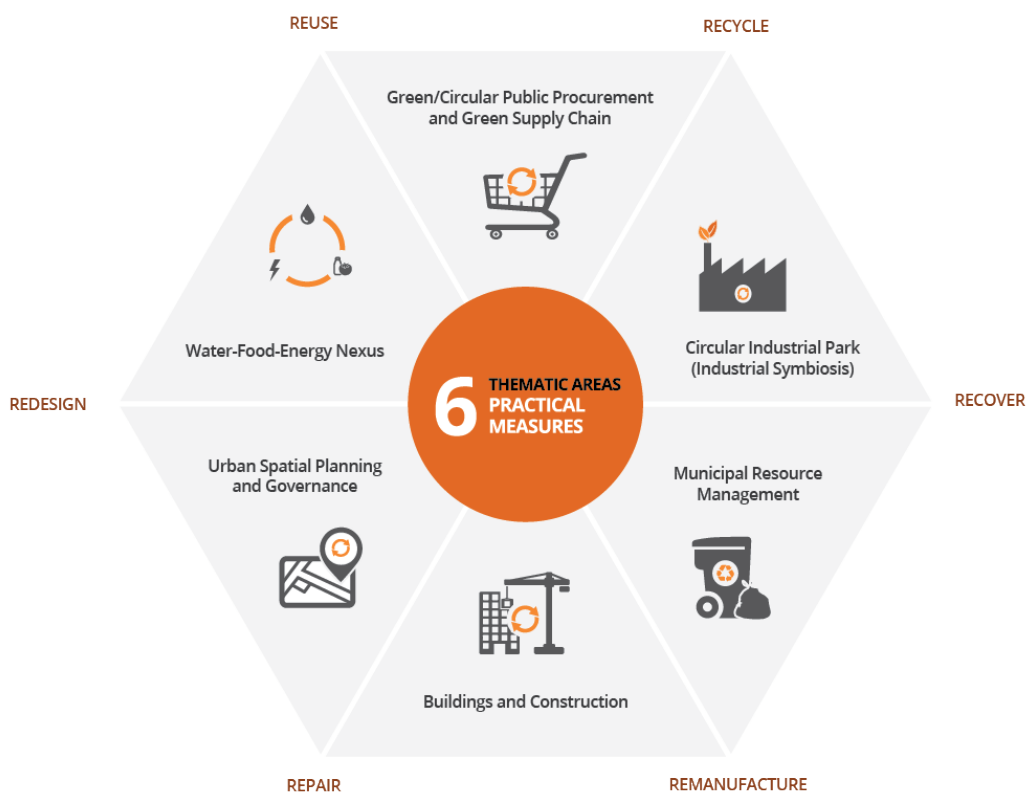 REUSE
RECYCLE
Green/Circular Public Procurement
and Green Supply Chain
Water-Food-Energy Nexus
Circular Industrial Park
(Industrial Symbiosis)
6
THEMATIC AREAS
PRACTICAL
MEASURES
REDESIGN
RECOVER
Urban Spatial Planning
and Governance
Municipal Resource
Management
Buildings and Construction
REPAIR
REMANUFACTURE